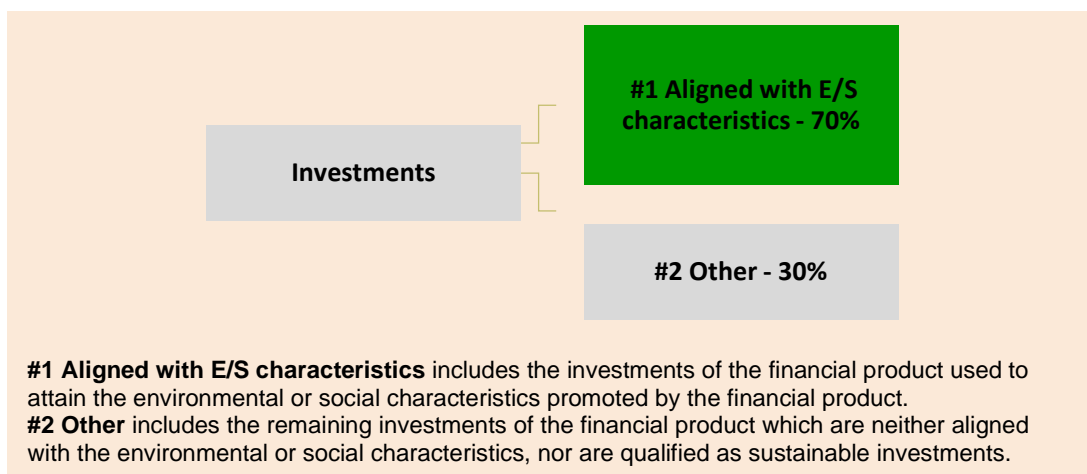 #1 Aligned with E/S
characteristics - 70%
Investments
#2 Other - 30%
#1 Aligned with E/S characteristics includes the investments of the financial product used to
attain the environmental or social characteristics promoted by the financial product.
#2 Other includes the remaining investments of the financial product which are neither aligned
with the environmental or social characteristics, nor are qualified as sustainable investments.